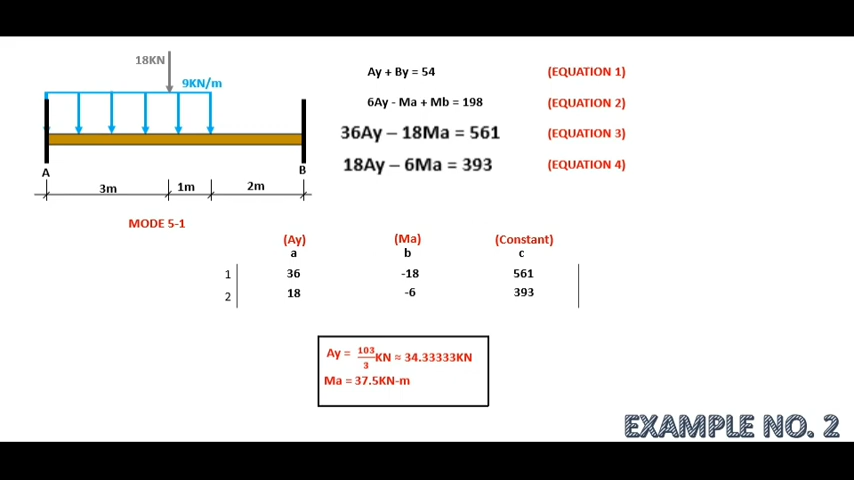 18KN
9KN/m
A
B
3m
1m
2m
MODE 5-1
Ay + By = 54
(EQUATION 1)
6Ay - Ma + Mb = 198
(EQUATION 2)
36Ay – 18Ma = 561
(EQUATION 3)
18Ay – 6Ma = 393
(EQUATION 4)
(Ay) (Ma) (Constant)
a b c
1 36 -18 561
2 18 -6 393
Ay = 103/3 KN ≈ 34.33333KN
Ma = 37.5KN-m
EXAMPLE NO. 2